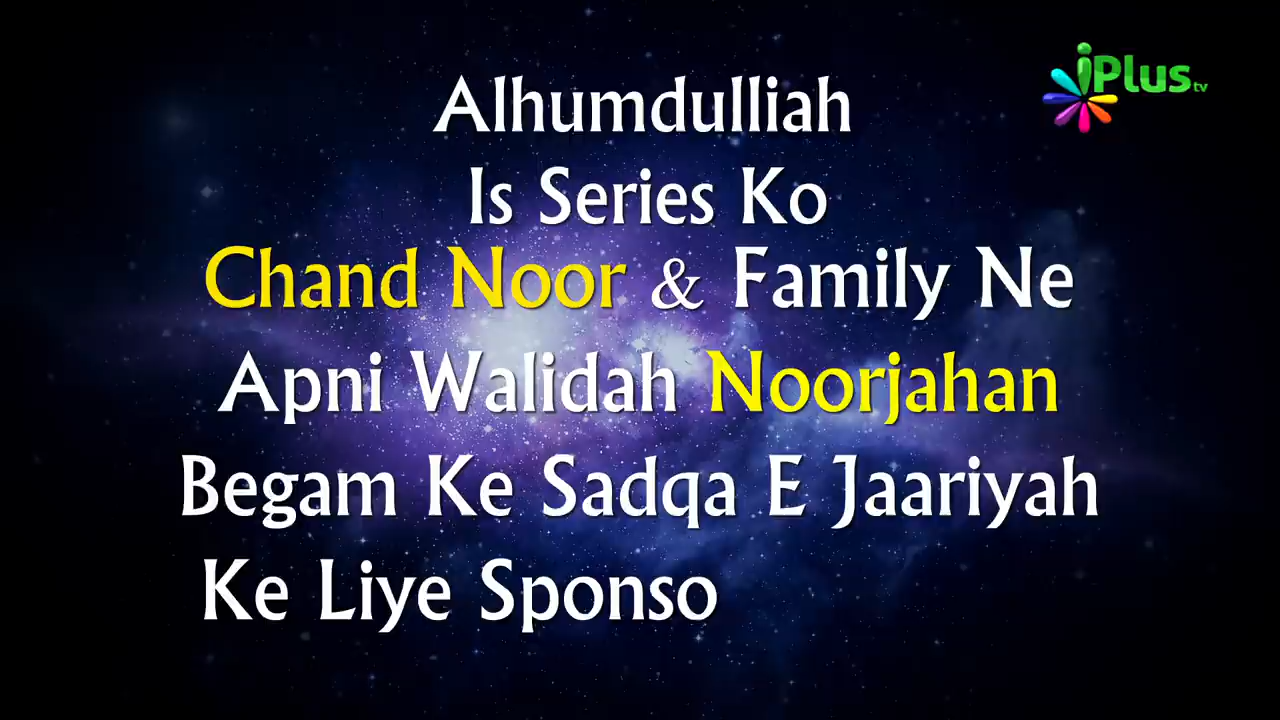 iPlus tv
Alhumdulliah
Is Series Ko
Chand Noor & Family Ne
Apni Walidah Noorjahan
Begam Ke Sadqa E Jaariyah
Ke Liye Sponso